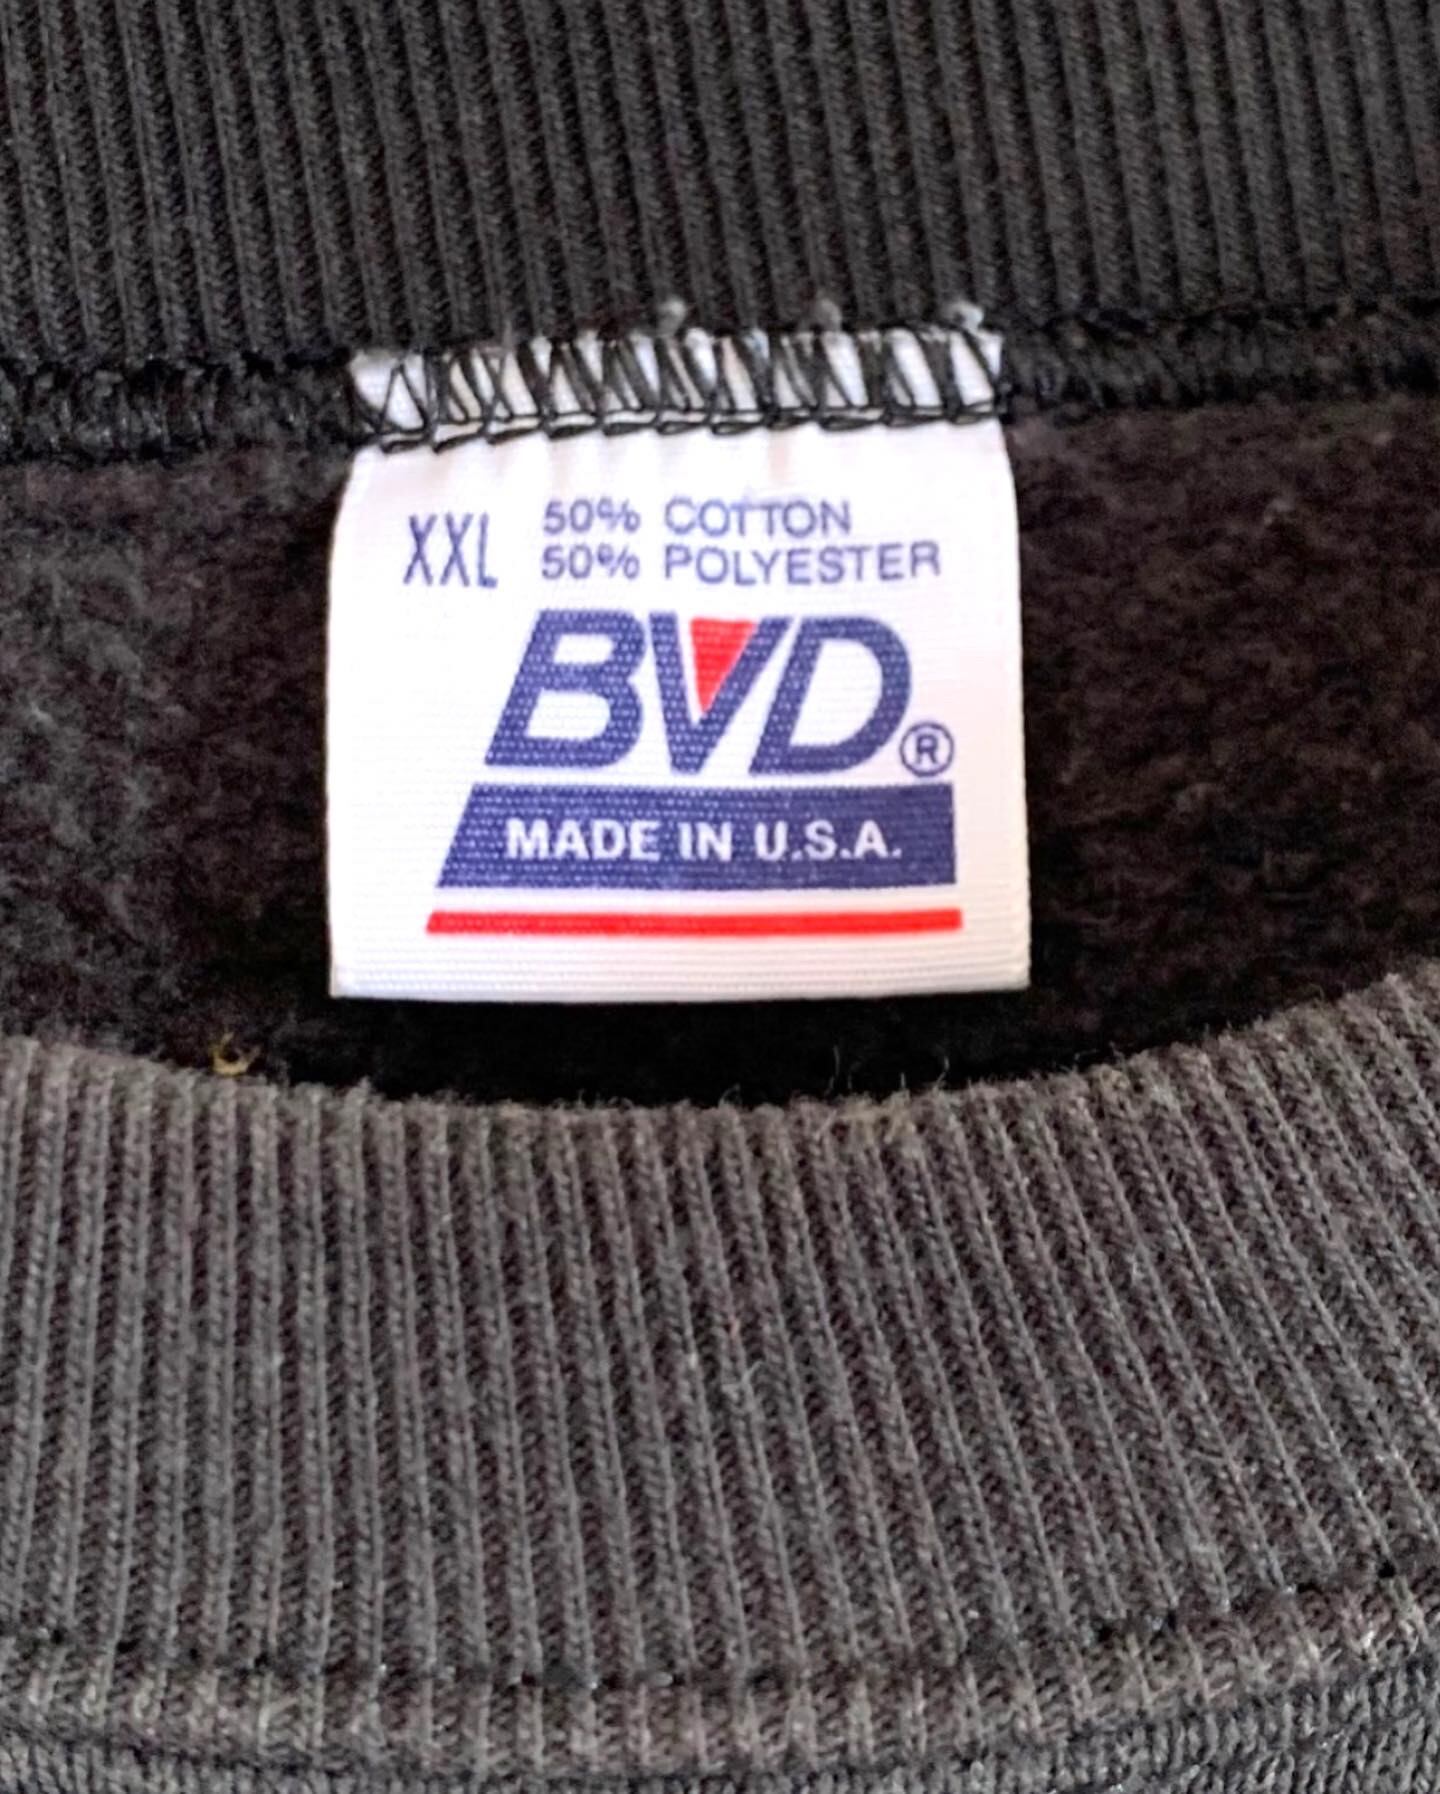 XXL
50% COTTON
50% POLYESTER
BVD®
MADE IN U.S.A.